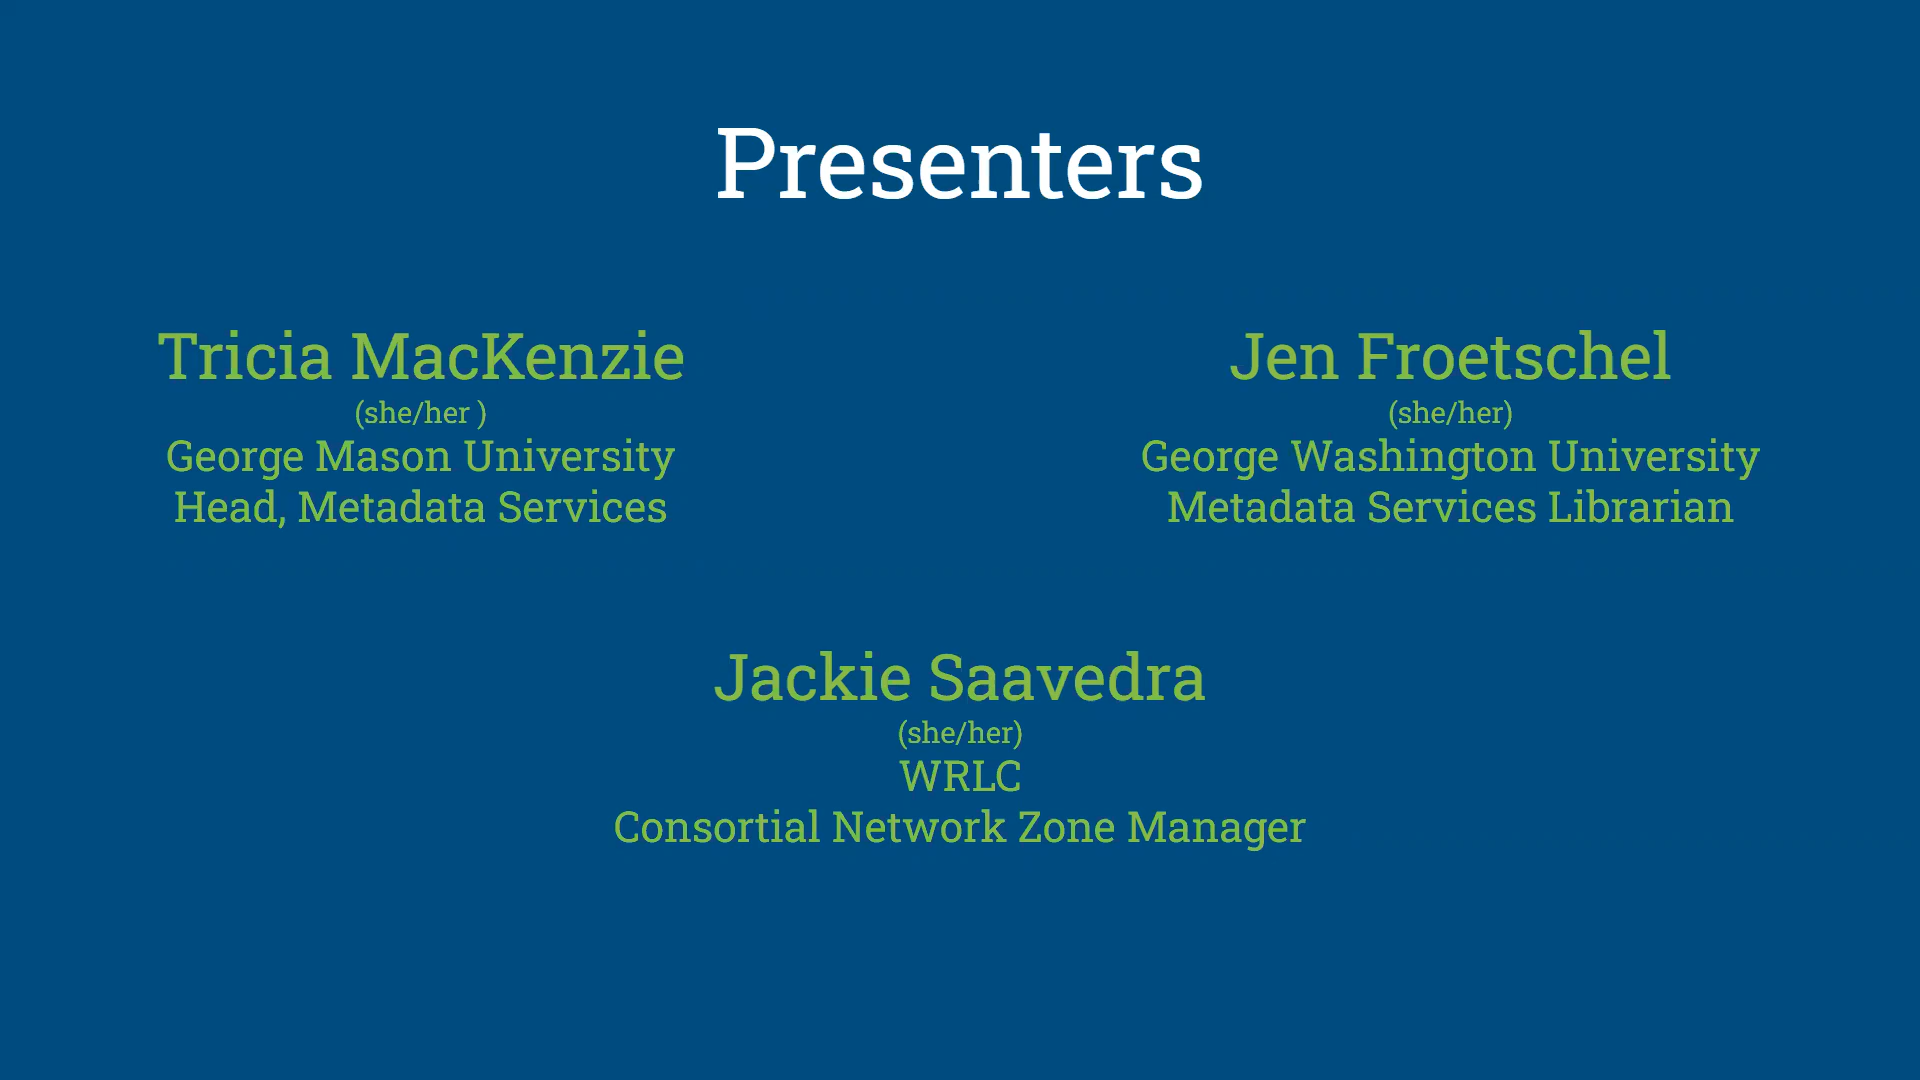 Presenters
Tricia MacKenzie
(she/her )
George Mason University
Head, Metadata Services
Jen Froetschel
(she/her)
George Washington University
Metadata Services Librarian
Jackie Saavedra
(she/her)
WRLC
Consortial Network Zone Manager